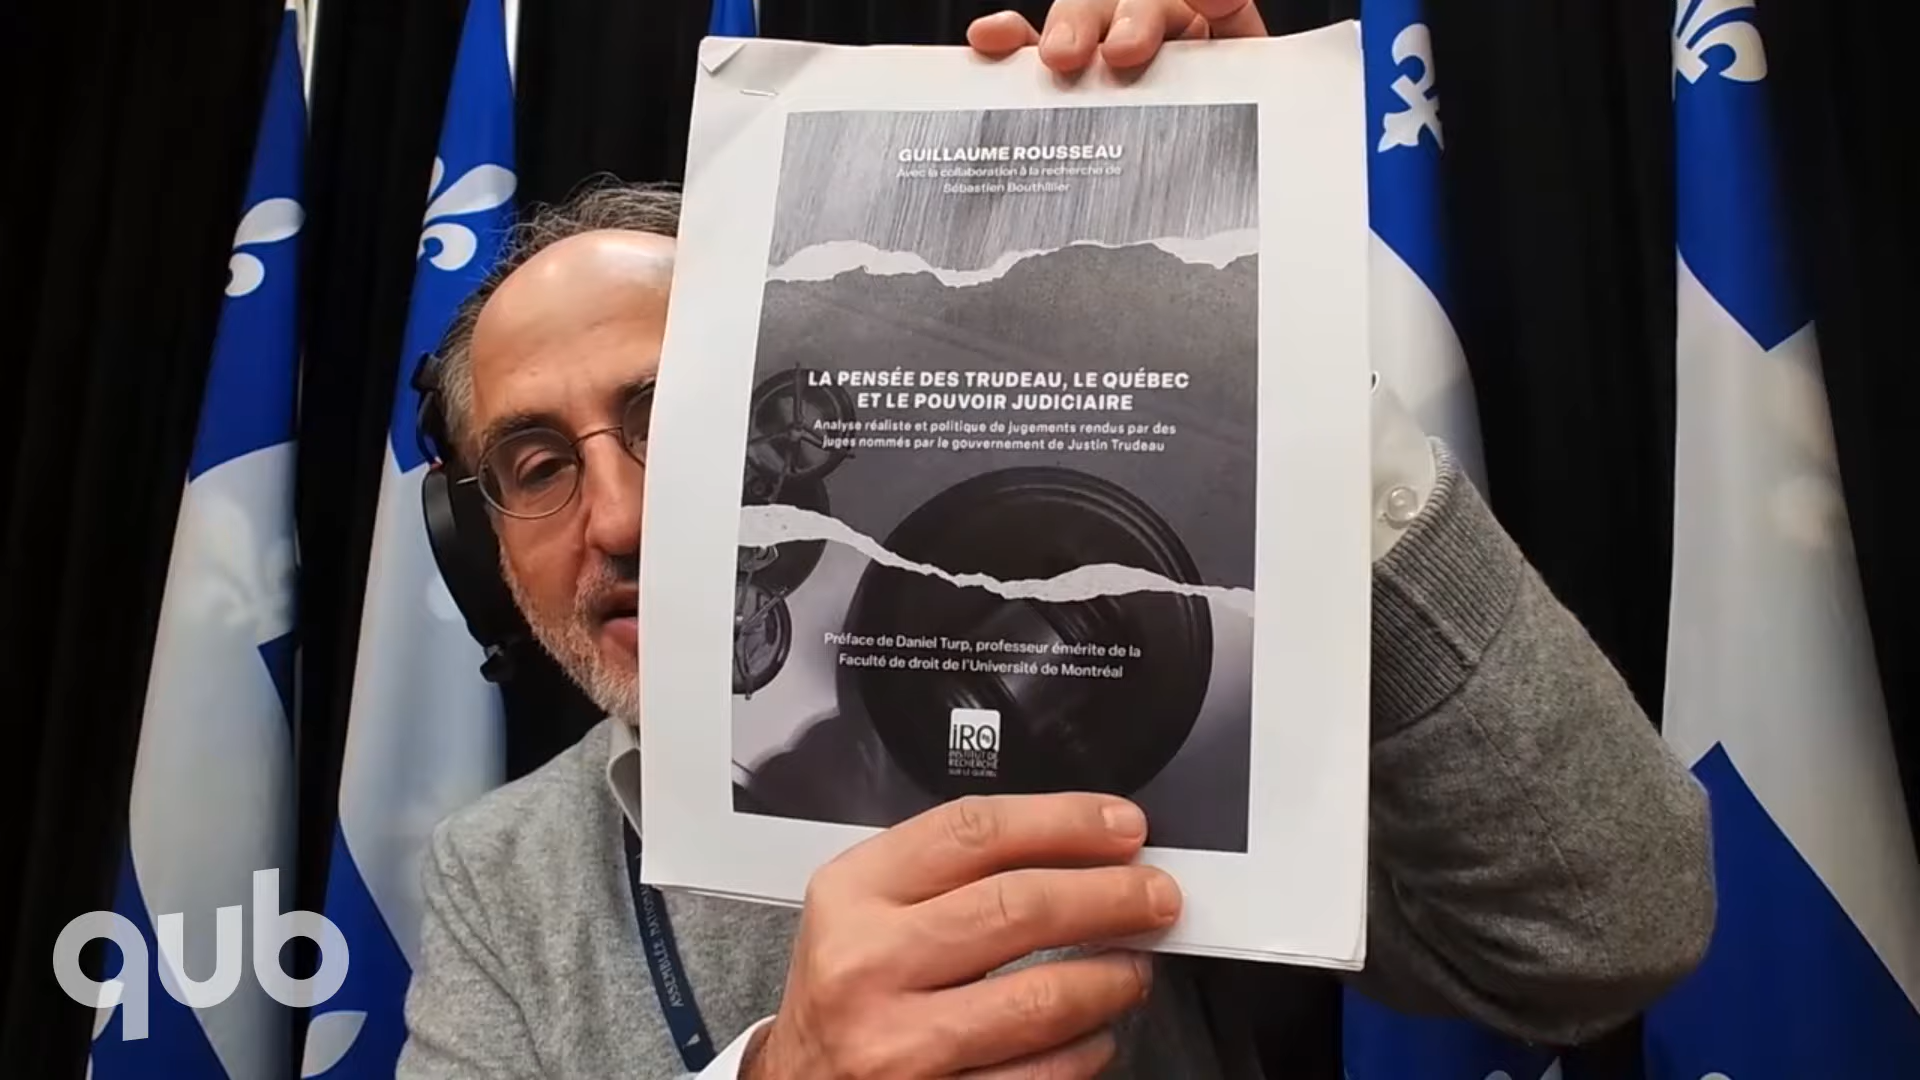 GUILLAUME ROUSSEAU
Avec la collaboration à la recherche de
Sébastien Bouthillier
LA PENSÉE DES TRUDEAU, LE QUÉBEC
ET LE POUVOIR JUDICIAIRE
Analyse réaliste et politique de jugements rendus par des
juges nommés par le gouvernement de Justin Trudeau
Préface de Daniel Turp, professeur émérite de la
Faculté de droit de l'Université de Montréal
IRQ
INSTITUT DE
RECHERCHE
SUR LE QUÉBEC
qub
ASSEMBLÉE NATION